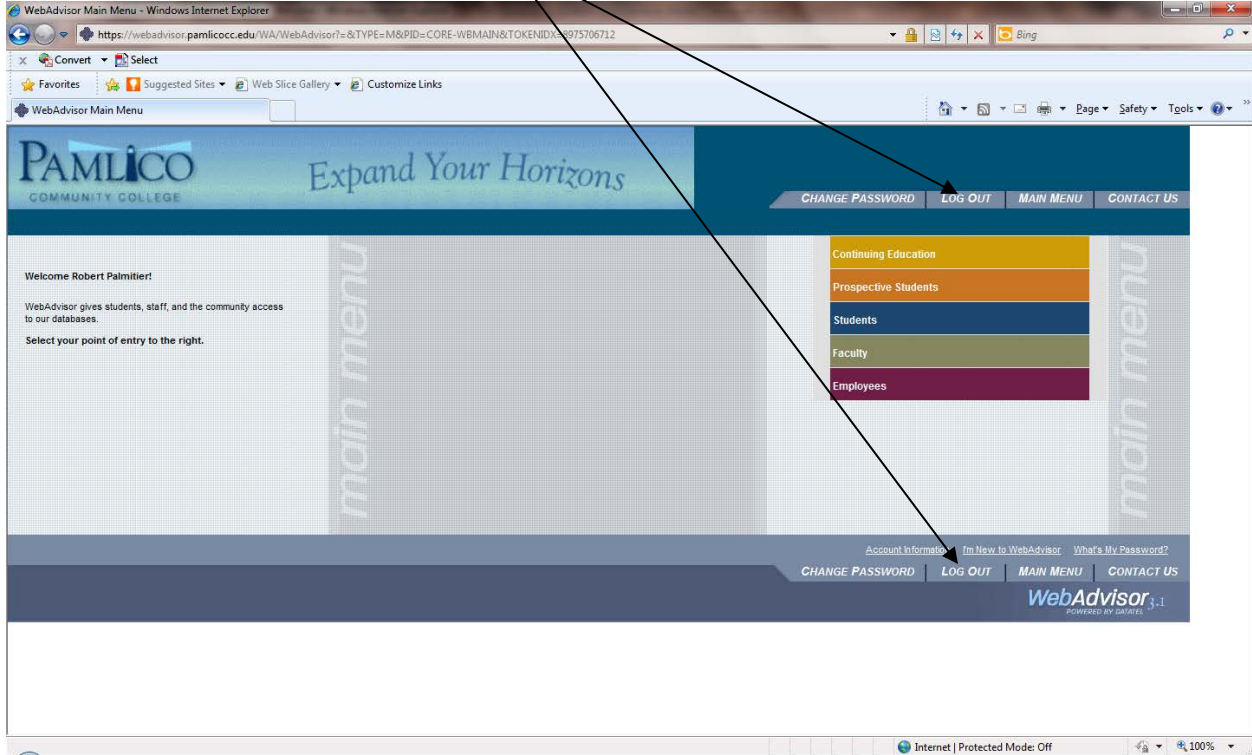 WebAdvisor Main Menu - Windows Internet Explorer
https://webadvisor.pamlicocc.edu/WA/WebAdvisor?=&TYPE=M&PID=CORE-WBMAIN&TOKENIDX=8975706712
Bing
x Convert Select
Favorites Suggested Sites Web Slice Gallery Customize Links
WebAdvisor Main Menu
Page Safety Tools
PAMLICO
COMMUNITY COLLEGE
Expand Your Horizons
CHANGE PASSWORD LOG OUT MAIN MENU CONTACT US
main menu
main menu
Welcome Robert Palmitier!
WebAdvisor gives students, staff, and the community access
to our databases.
Select your point of entry to the right.
Continuing Education
Prospective Students
Students
Faculty
Employees
Account Information I'm New to WebAdvisor What's My Password?
CHANGE PASSWORD LOG OUT MAIN MENU CONTACT US
WebAdvisor 3.1
POWERED BY DATATEL
Internet | Protected Mode: Off 100%